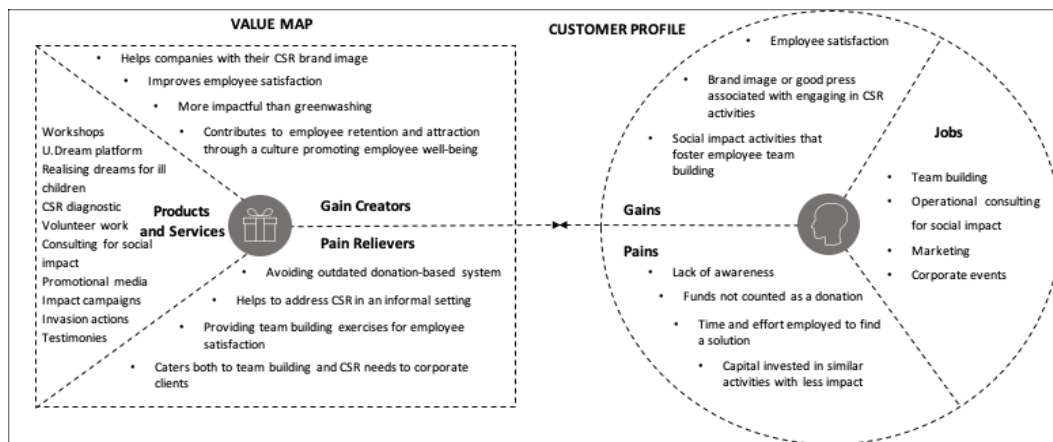 VALUE MAP
• Helps companies with their CSR brand image
• Improves employee satisfaction
• More impactful than greenwashing
• Contributes to employee retention and attraction
through a culture promoting employee well-being
Workshops
U.Dream platform
Realising dreams for ill
children
CSR diagnostic
Volunteer work
Consulting for social
impact
Promotional media
Impact campaigns
Invasion actions
Testimonies
Products
and Services
Gain Creators
Pain Relievers
• Avoiding outdated donation-based system
• Helps to address CSR in an informal setting
• Providing team building exercises for employee
satisfaction
• Caters both to team building and CSR needs to corporate
clients
CUSTOMER PROFILE
• Employee satisfaction
• Brand image or good press
associated with engaging in CSR
activities
• Social impact activities that
foster employee team
building
Gains
Pains
• Lack of awareness
• Funds not counted as a donation
• Time and effort employed to find
a solution
• Capital invested in similar
activities with less impact
Jobs
• Team building
• Operational consulting
for social impact
• Marketing
• Corporate events